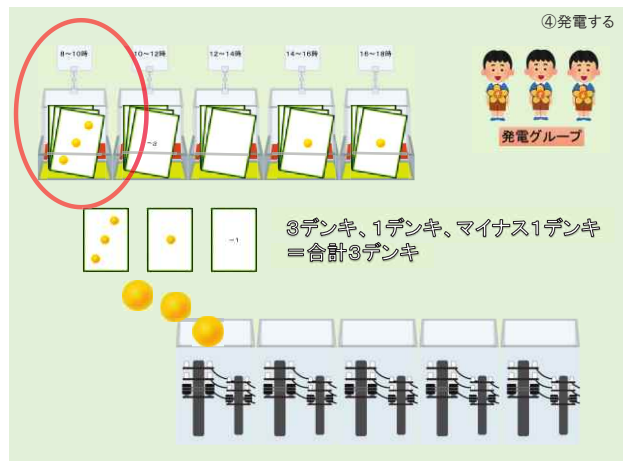 ④発電する
8～10時
10～12時
12～14時
14～16時
16～18時
発電グループ
-1
3デンキ、1デンキ、マイナス1デンキ
＝合計3デンキ